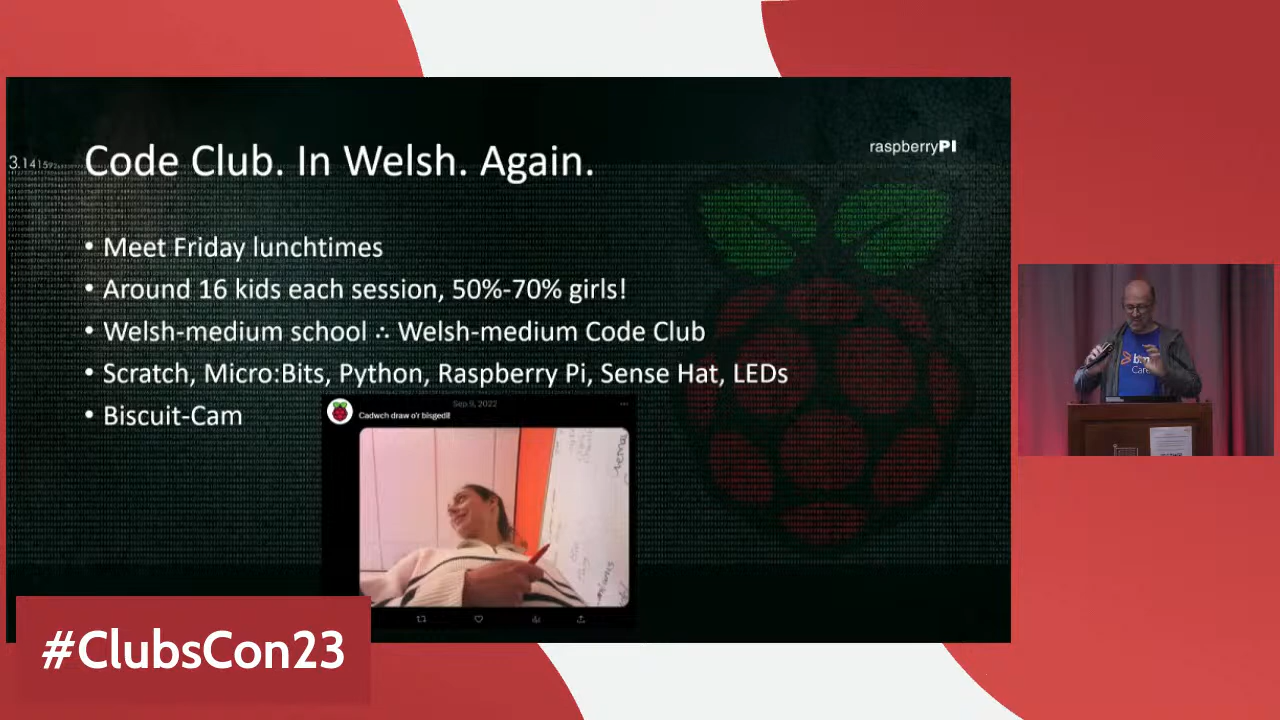 3.14159
Code Club. In Welsh. Again.
raspberryPI
• Meet Friday lunchtimes
• Around 16 kids each session, 50%-70% girls!
• Welsh-medium school ∴ Welsh-medium Code Club
• Scratch, Micro:Bits, Python, Raspberry Pi, Sense Hat, LEDs
• Biscuit-Cam
Sep 9, 2022
Cadwch draw o'r bisgedi!
#ClubsCon23